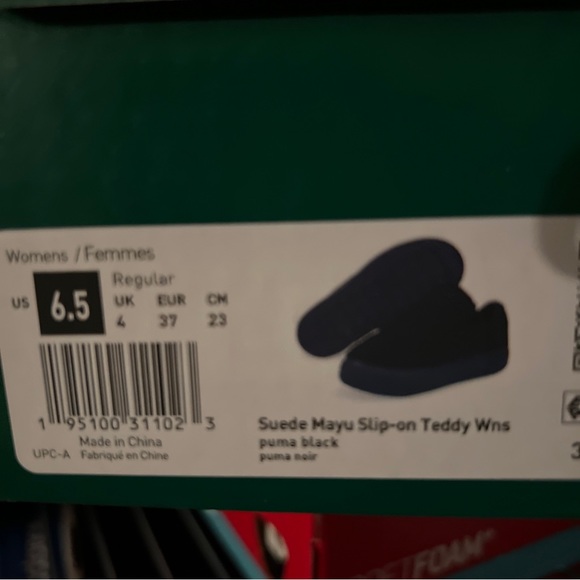 Womens / Femmes
Regular
US 6.5 UK EUR CM
4 37 23
1 95100 31102 3
Made in China
UPC-A Fabriqué en Chine
Suede Mayu Slip-on Teddy Wns
puma black
puma noir
3
FOAM